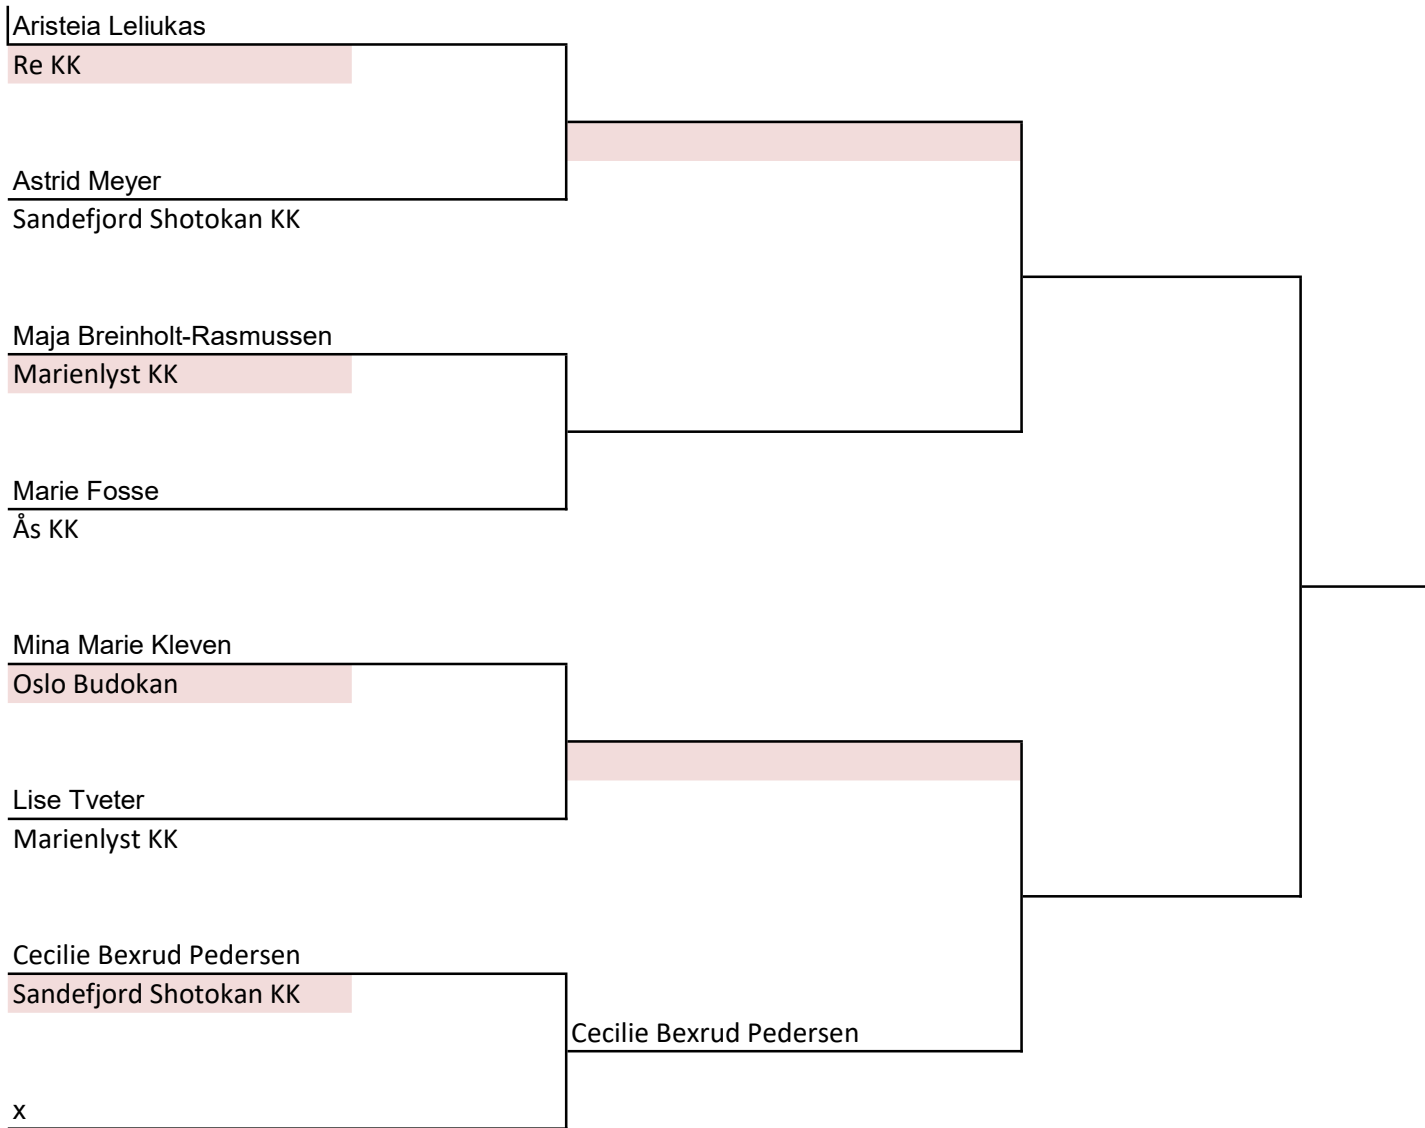 Aristeia Leliukas
Re KK
Astrid Meyer
Sandefjord Shotokan KK
Maja Breinholt-Rasmussen
Marienlyst KK
Marie Fosse
Ås KK
Mina Marie Kleven
Oslo Budokan
Lise Tveter
Marienlyst KK
Cecilie Bexrud Pedersen
Sandefjord Shotokan KK
Cecilie Bexrud Pedersen
x